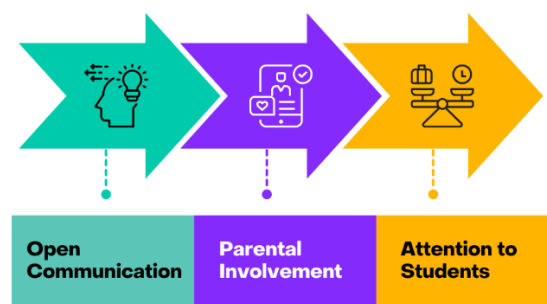 Open
Communication
Parental
Involvement
Attention to
Students